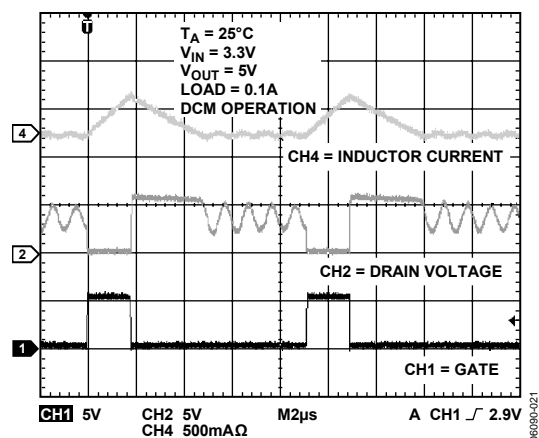 T
T_A = 25°C
V_IN = 3.3V
V_OUT = 5V
LOAD = 0.1A
DCM OPERATION
4
CH4 = INDUCTOR CURRENT
2
CH2 = DRAIN VOLTAGE
1
CH1 = GATE
CH1 5V CH2 5V M2µs A CH1 2.9V
CH4 500mAΩ
06090-021